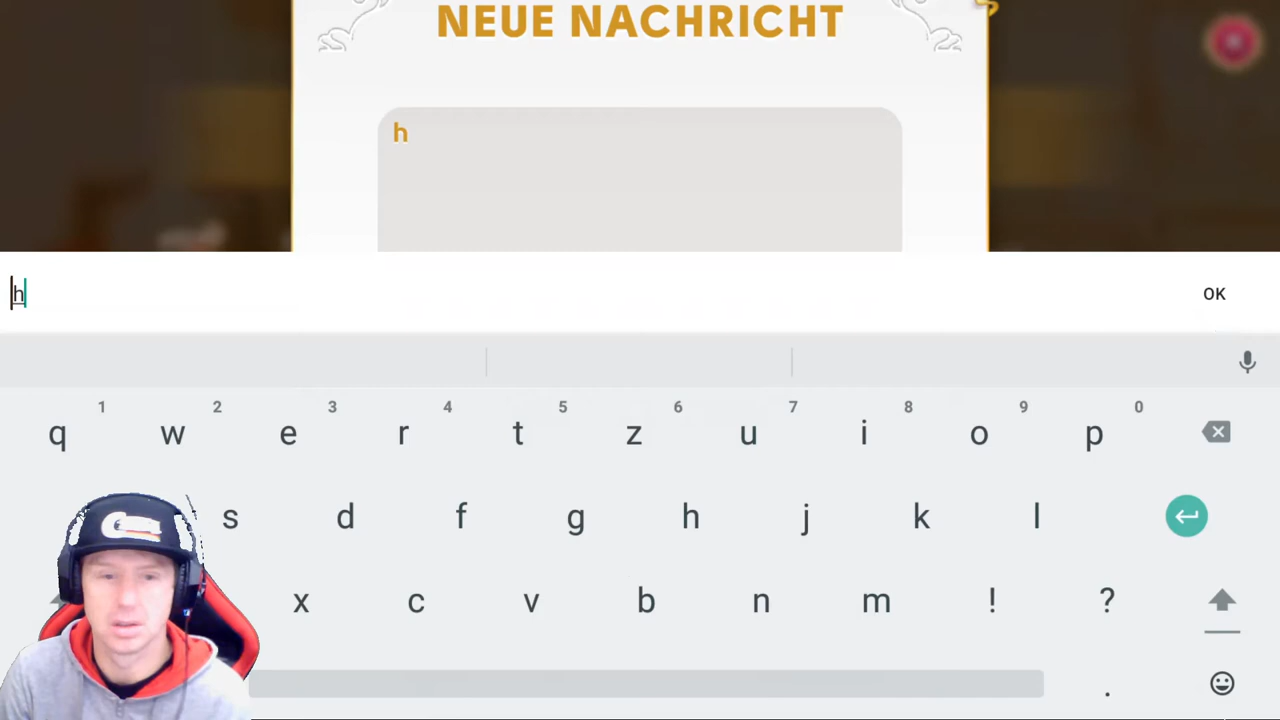 NEUE NACHRICHT
h
h
OK
1 2 3 4 5 6 7 8 9 0
q w e r t z u i o p
s d f g h j k l
x c v b n m ! ?
.